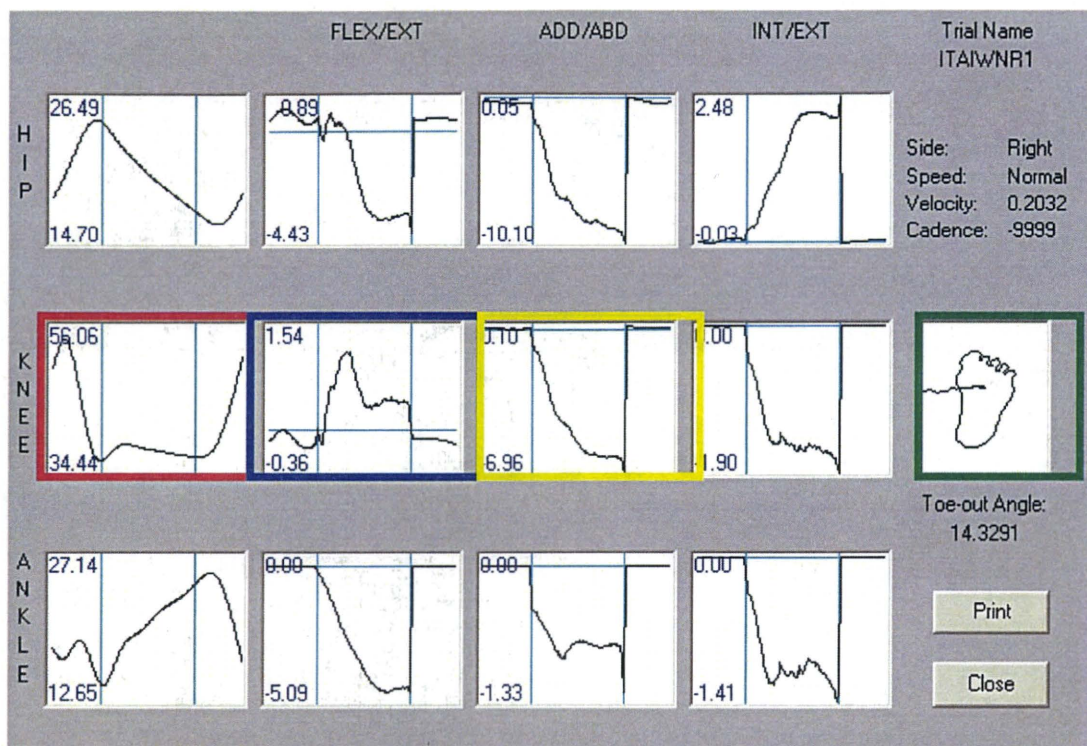 FLEX/EXT ADD/ABD INT/EXT Trial Name
ITAIWNR1
HIP
26.49 0.89 0.05 2.48
14.70 -4.43 -10.10 -0.03
Side: Right
Speed: Normal
Velocity: 0.2032
Cadence: -9999
KNEE
56.06 1.54 0.10 0.00
34.44 -0.36 -6.96 -1.90
Toe-out Angle:
14.3291
ANKLE
27.14 0.00 0.00 0.00
12.65 -5.09 -1.33 -1.41
Print
Close